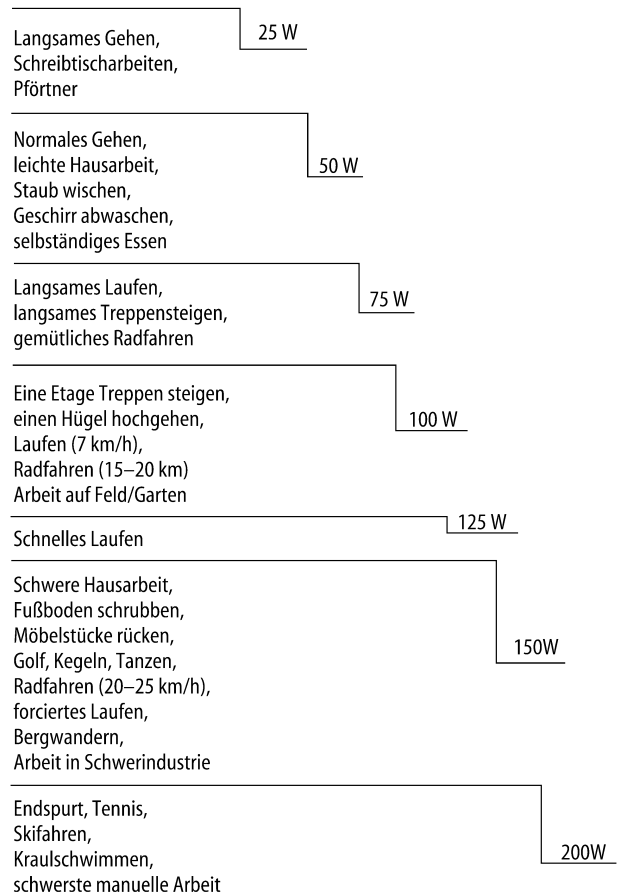 25 W
Langsames Gehen,
Schreibtischarbeiten,
Pförtner
Normales Gehen,
leichte Hausarbeit,
50 W
Staub wischen,
Geschirr abwaschen,
selbständiges Essen
Langsames Laufen,
75 W
langsames Treppensteigen,
gemütliches Radfahren
Eine Etage Treppen steigen,
einen Hügel hochgehen,
100 W
Laufen (7 km/h),
Radfahren (15–20 km)
Arbeit auf Feld/Garten
125 W
Schnelles Laufen
Schwere Hausarbeit,
Fußboden schrubben,
Möbelstücke rücken,
150W
Golf, Kegeln, Tanzen,
Radfahren (20–25 km/h),
forciertes Laufen,
Bergwandern,
Arbeit in Schwerindustrie
Endspurt, Tennis,
Skifahren,
200W
Kraulschwimmen,
schwerste manuelle Arbeit